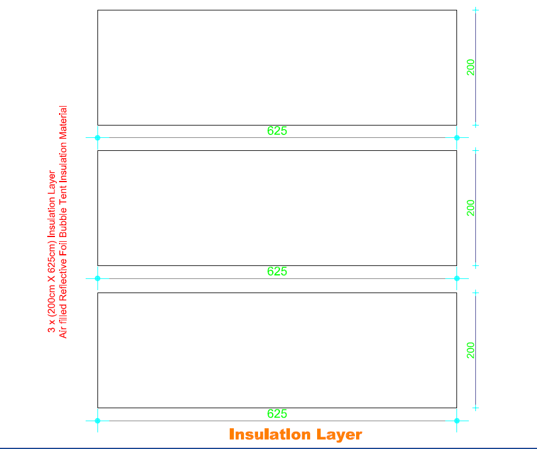 200
625
3 x (200cm X 625cm) Insulation Layer
Air filled Reflective Foil Bubble Tent Insulation Material
200
625
200
625
Insulation Layer